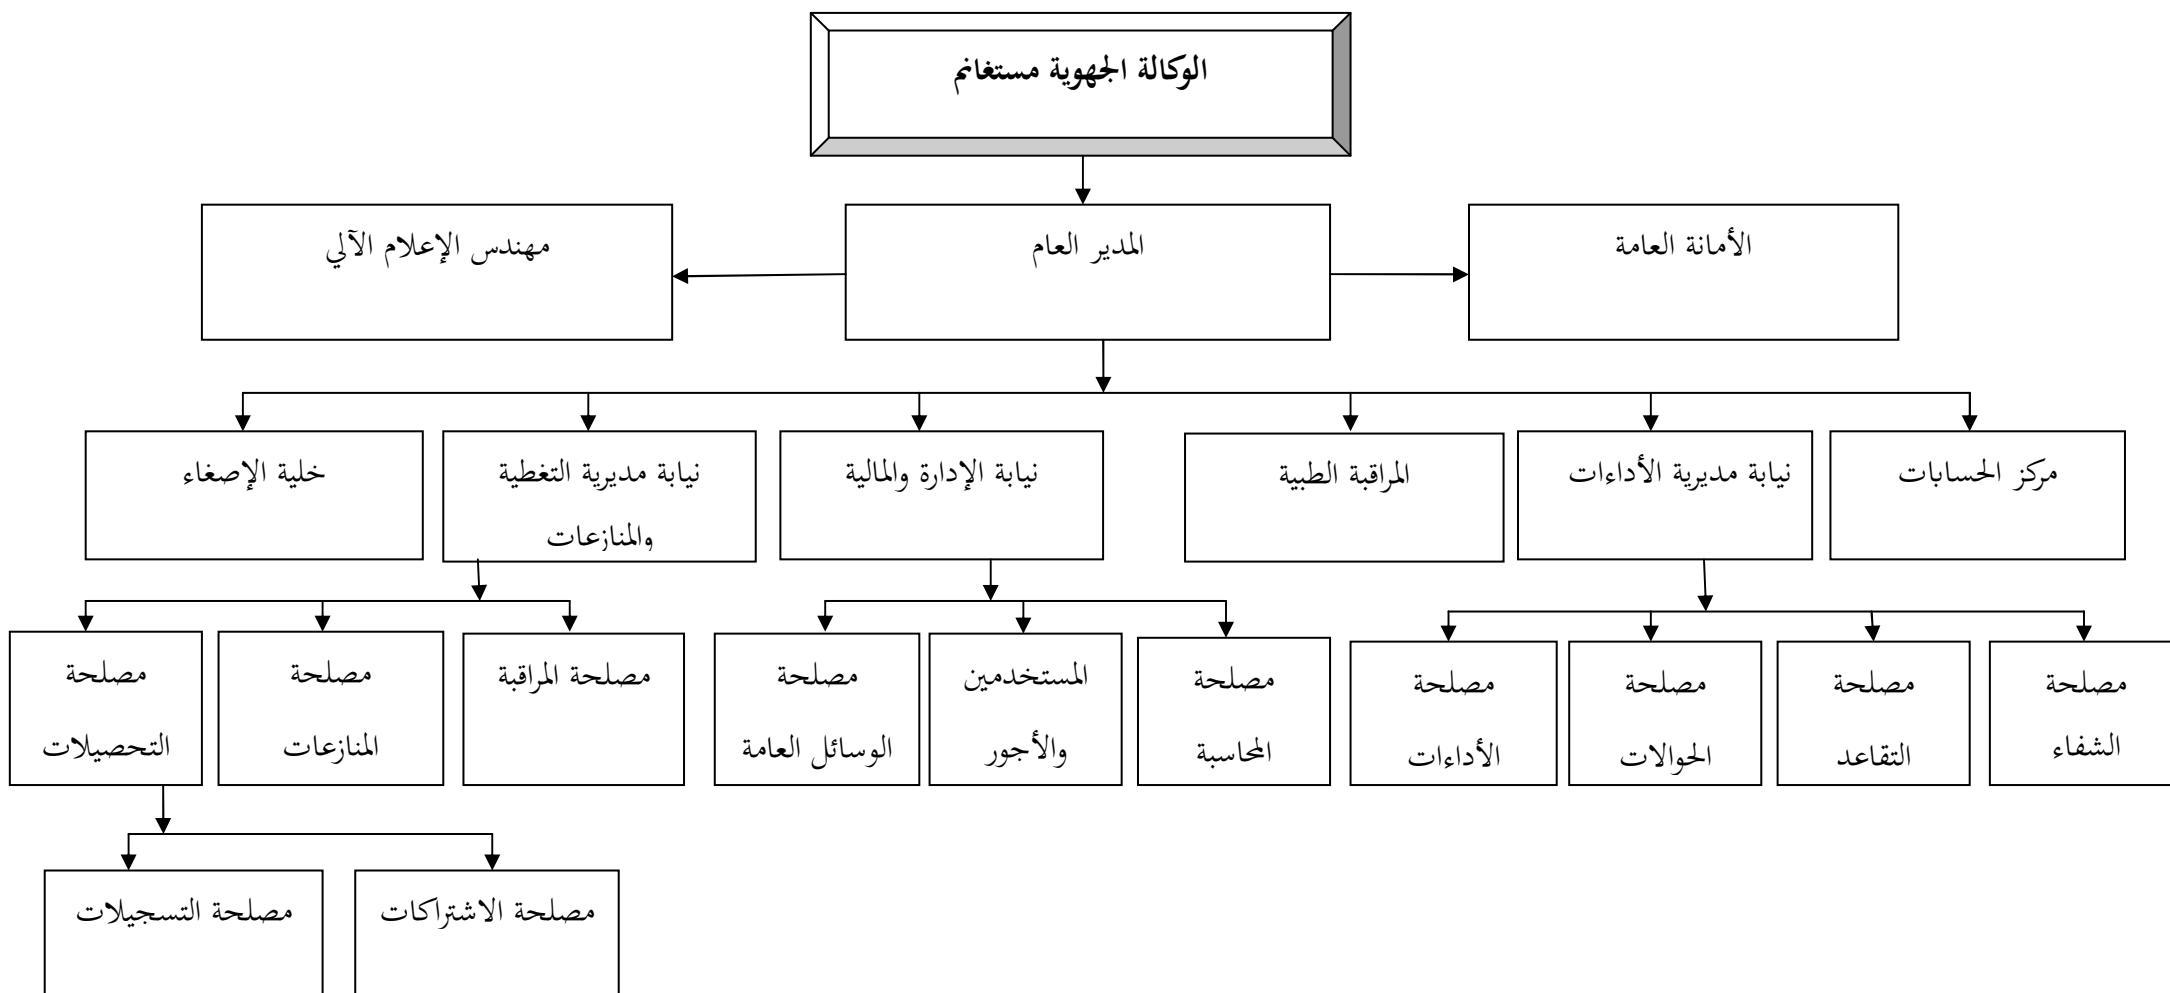 الوكالة الجهوية مستغانم
الأمانة العامة
المدير العام
مهندس الإعلام الآلي
مركز الحسابات
نيابة مديرية الأداءات
المراقبة الطبية
نيابة الإدارة والمالية
نيابة مديرية التغطية
والمنازعات
خلية الإصغاء
مصلحة
الشفاء
مصلحة
التقاعد
مصلحة
الحوالات
مصلحة
الأداءات
مصلحة
المحاسبة
المستخدمين
والأجور
مصلحة
الوسائل العامة
مصلحة المراقبة
مصلحة
المنازعات
مصلحة
التحصيلات
مصلحة الاشتراكات
مصلحة التسجيلات